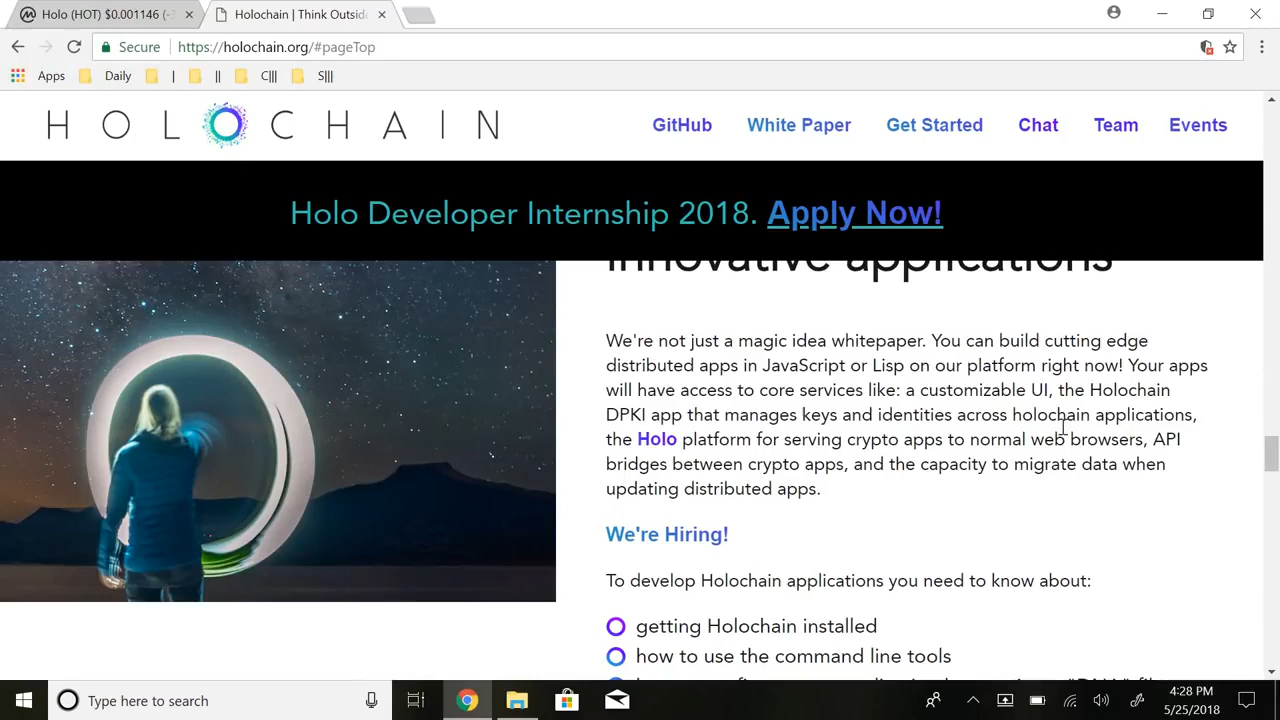 Holo (HOT) $0.001146 (-3
Holochain | Think Outside
Secure
https://holochain.org/#pageTop
Apps
Daily
|
||
C|||
S|||
HOLOCHAIN
GitHub
White Paper
Get Started
Chat
Team
Events
Holo Developer Internship 2018. Apply Now!
innovative applications
We're not just a magic idea whitepaper. You can build cutting edge
distributed apps in JavaScript or Lisp on our platform right now! Your apps
will have access to core services like: a customizable UI, the Holochain
DPKI app that manages keys and identities across holochain applications,
the Holo platform for serving crypto apps to normal web browsers, API
bridges between crypto apps, and the capacity to migrate data when
updating distributed apps.
We're Hiring!
To develop Holochain applications you need to know about:
getting Holochain installed
how to use the command line tools
Type here to search
4:28 PM
5/25/2018